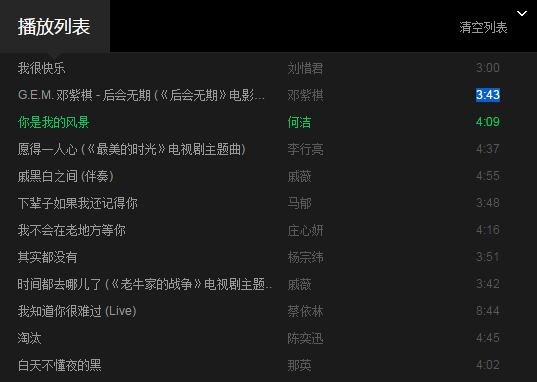 播放列表 清空列表
我很快乐 刘惜君 3:00
G.E.M. 邓紫棋 - 后会无期 (《后会无期》电影... 邓紫棋 3:43
你是我的风景 何洁 4:09
愿得一人心 (《最美的时光》电视剧主题曲) 李行亮 4:37
戚黑白之间 (伴奏) 戚薇 4:55
下辈子如果我还记得你 马郁 3:48
我不会在老地方等你 庄心妍 4:16
其实都没有 杨宗纬 3:51
时间都去哪儿了 (《老牛家的战争》电视剧主题.. 戚薇 3:42
我知道你很难过 (Live) 蔡依林 8:44
淘汰 陈奕迅 4:45
白天不懂夜的黑 那英 4:02